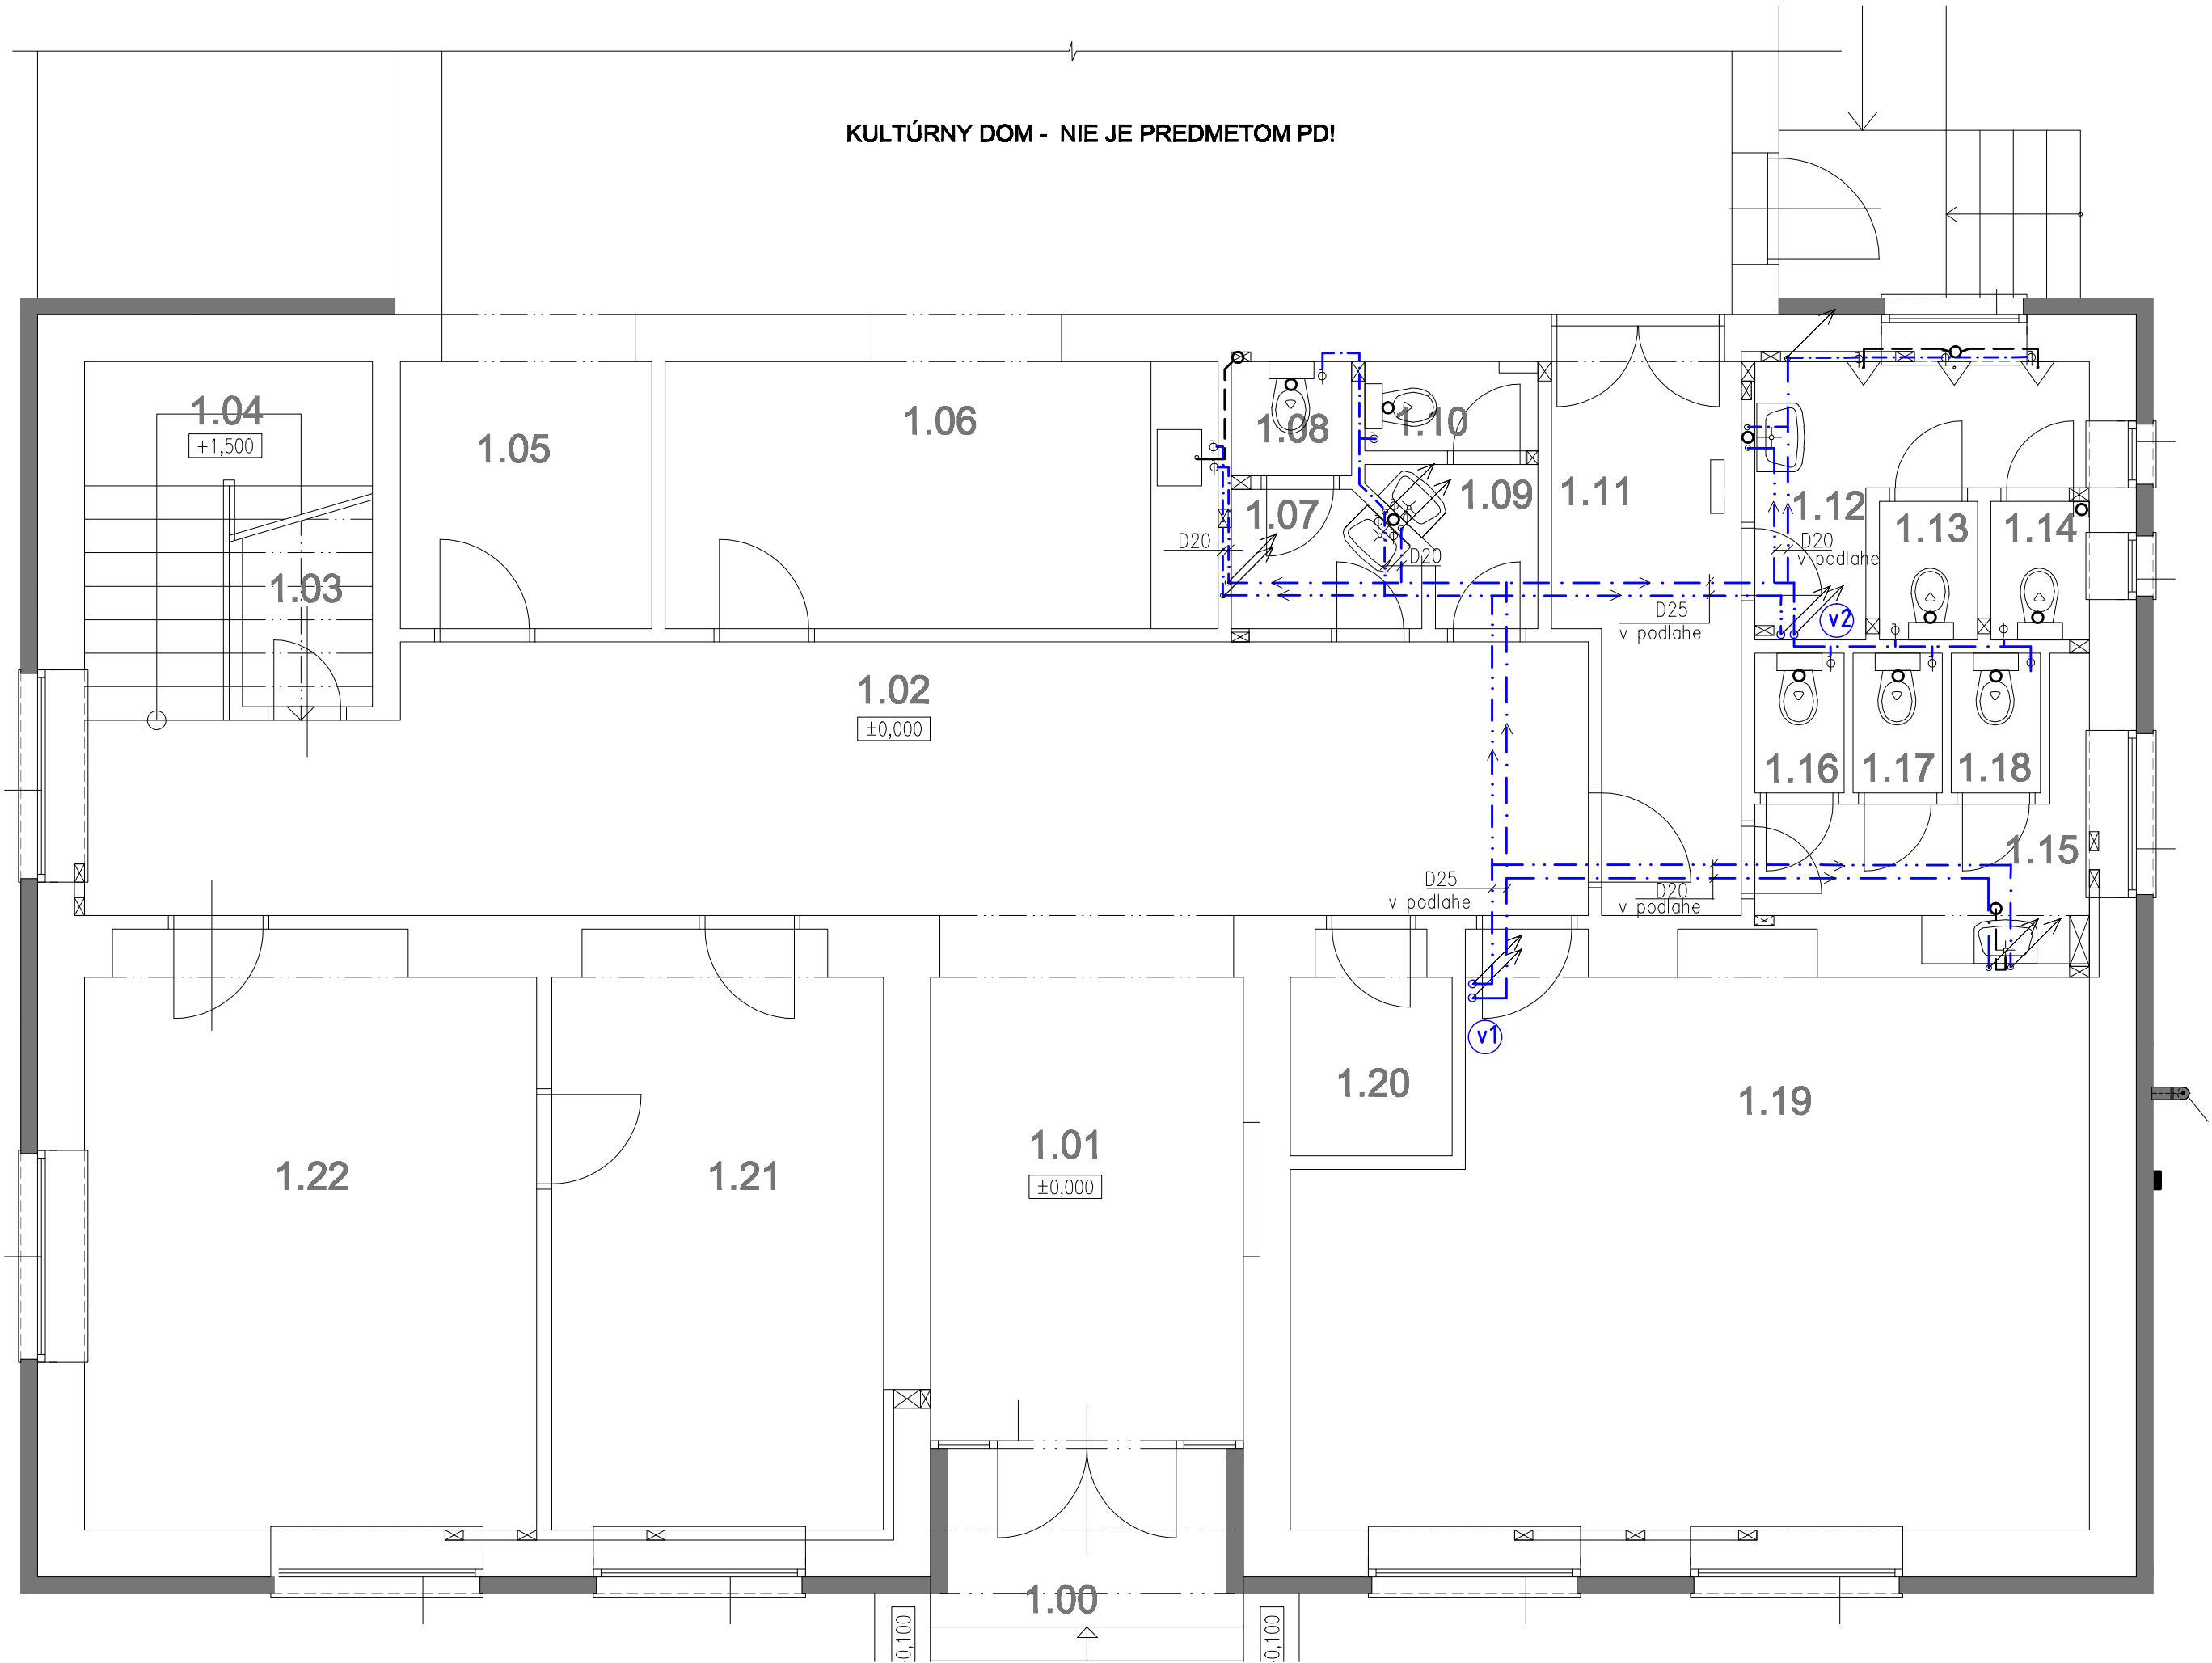 KULTÚRNY DOM - NIE JE PREDMETOM PD!
1.04
+1,500
1.05
1.06
1.08
1.10
1.07
1.09
1.11
1.12
1.13
1.14
D20
D20
D20
v podlahe
1.03
D25
v podlahe
v2
1.02
±0,000
1.16
1.17
1.18
1.15
D25
v podlahe
D20
v podlahe
v1
1.20
1.19
1.01
±0,000
1.22
1.21
1.00
0,100
0,100